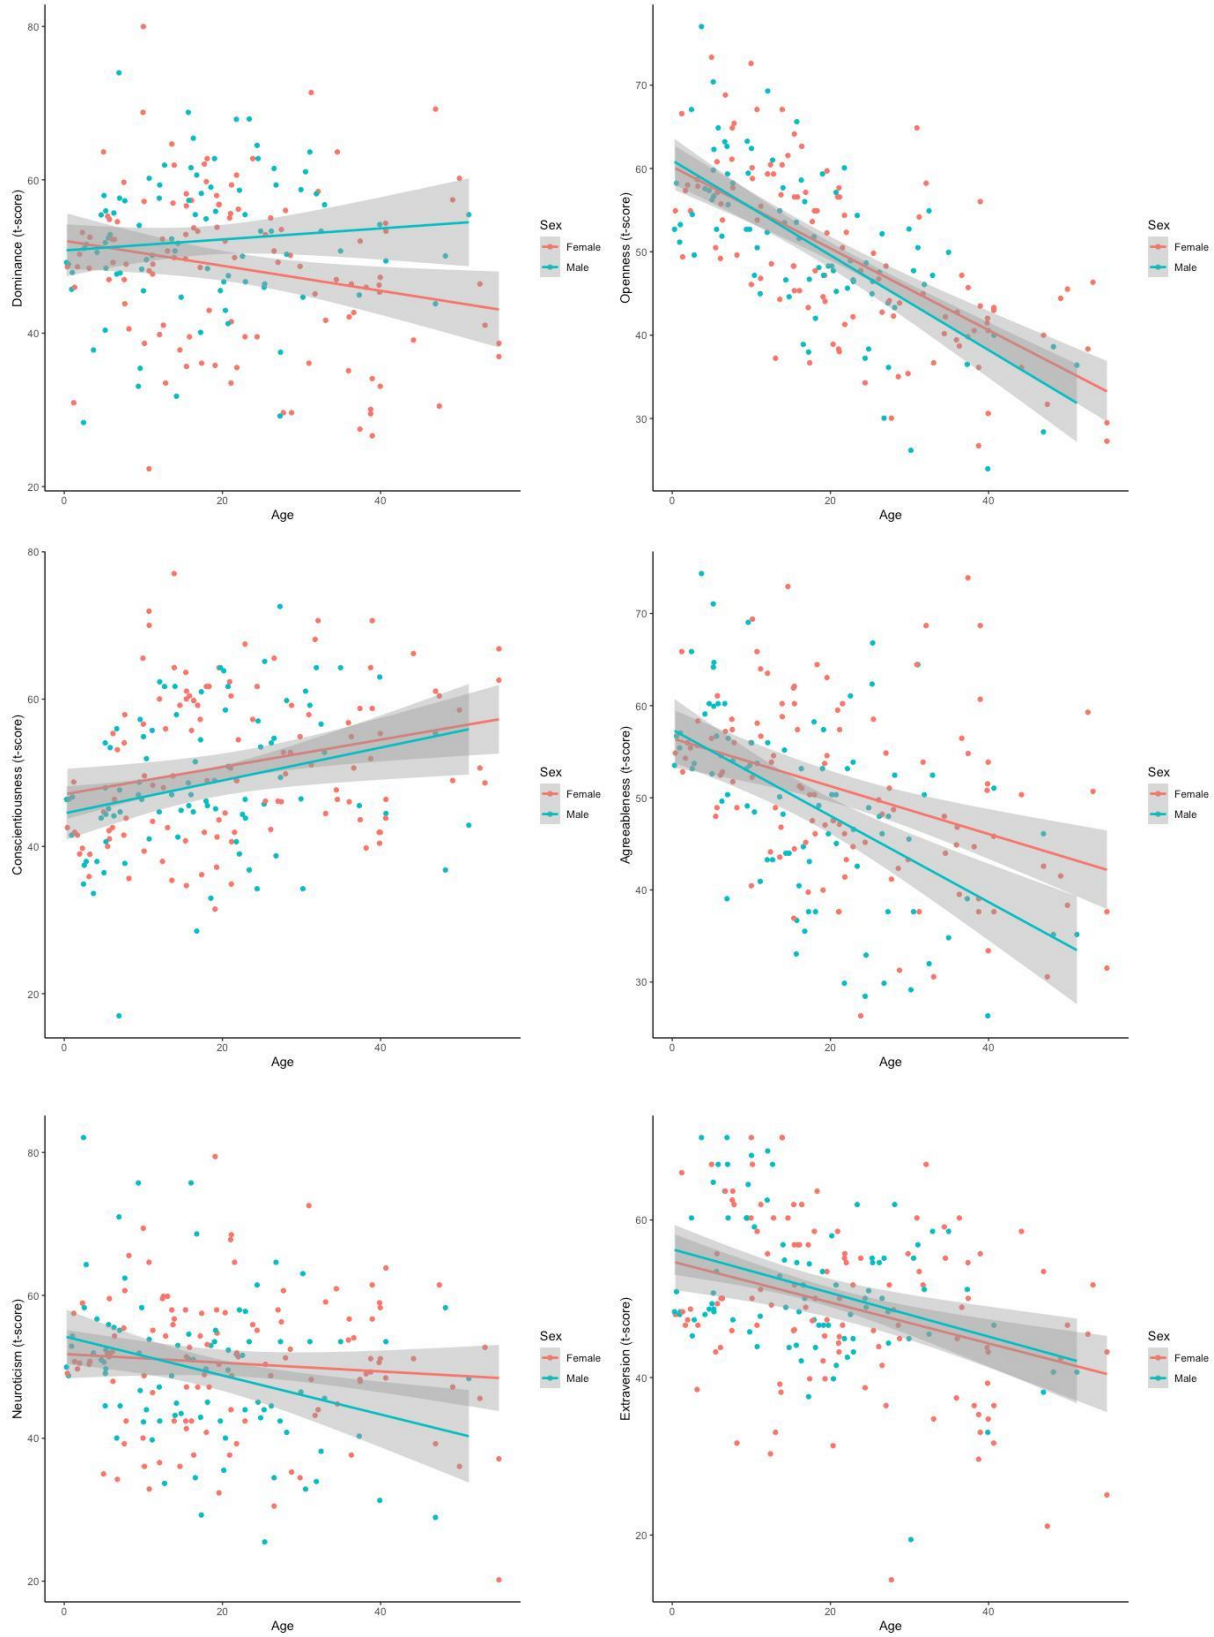 Dominance (t-score)
80
60
40
20
0 20 40
Age
Sex
Female
Male
Openness (t-score)
70
60
50
40
30
0 20 40
Age
Sex
Female
Male
Conscientiousness (t-score)
80
60
40
20
0 20 40
Age
Sex
Female
Male
Agreeableness (t-score)
70
60
50
40
30
0 20 40
Age
Sex
Female
Male
Neuroticism (t-score)
80
60
40
20
0 20 40
Age
Sex
Female
Male
Extraversion (t-score)
60
40
20
0 20 40
Age
Sex
Female
Male